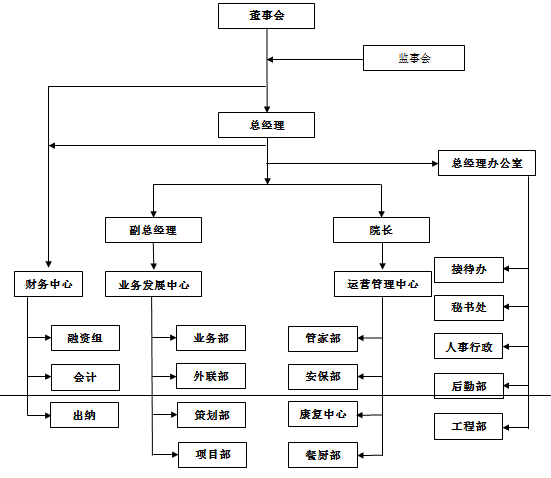 董事会
监事会
总经理
总经理办公室
副总经理
院长
财务中心
业务发展中心
运营管理中心
接待办
秘书处
人事行政
后勤部
工程部
融资组
会计
出纳
业务部
外联部
策划部
项目部
管家部
安保部
康复中心
餐厨部